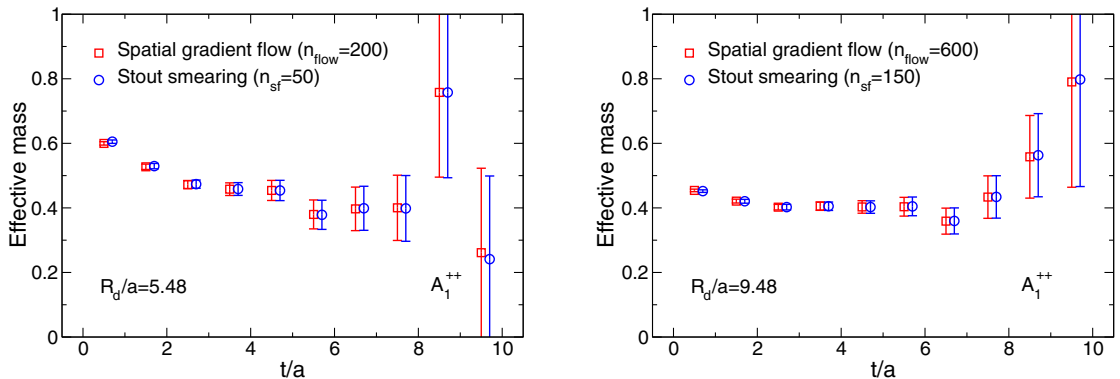 1
Spatial gradient flow (n_flow=200)
0.8
Stout smearing (n_sf=50)
0.6
Effective mass
0.4
0.2
R_d/a=5.48
A_1^++
0
0 2 4 6 8 10
t/a
1
Spatial gradient flow (n_flow=600)
0.8
Stout smearing (n_sf=150)
0.6
Effective mass
0.4
0.2
R_d/a=9.48
A_1^++
0
0 2 4 6 8 10
t/a